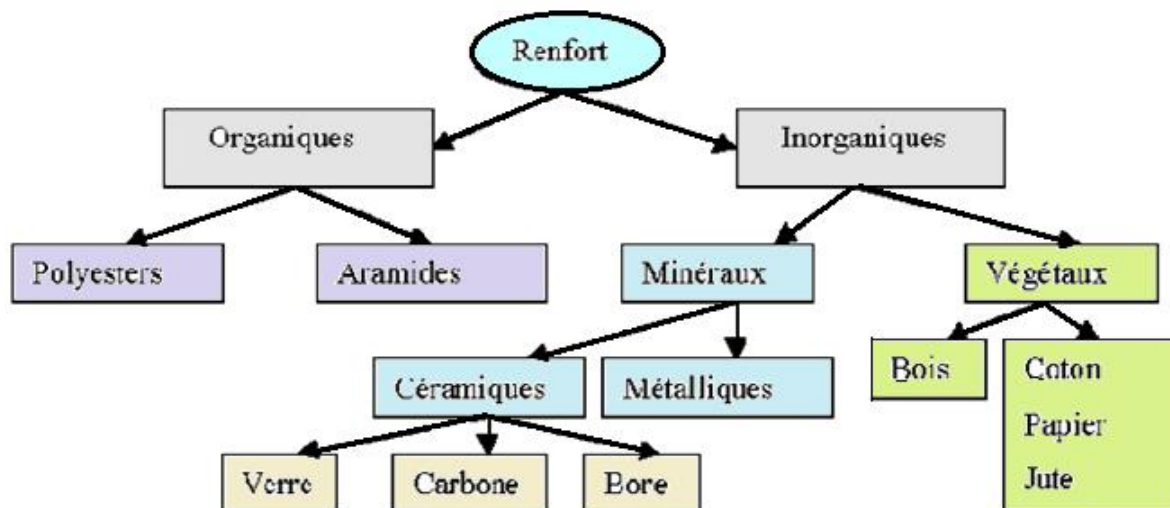 Renfort
Organiques
Inorganiques
Polyesters
Aramides
Minéraux
Végétaux
Céramiques
Métalliques
Bois
Coton
Papier
Jute
Verre
Carbone
Bore